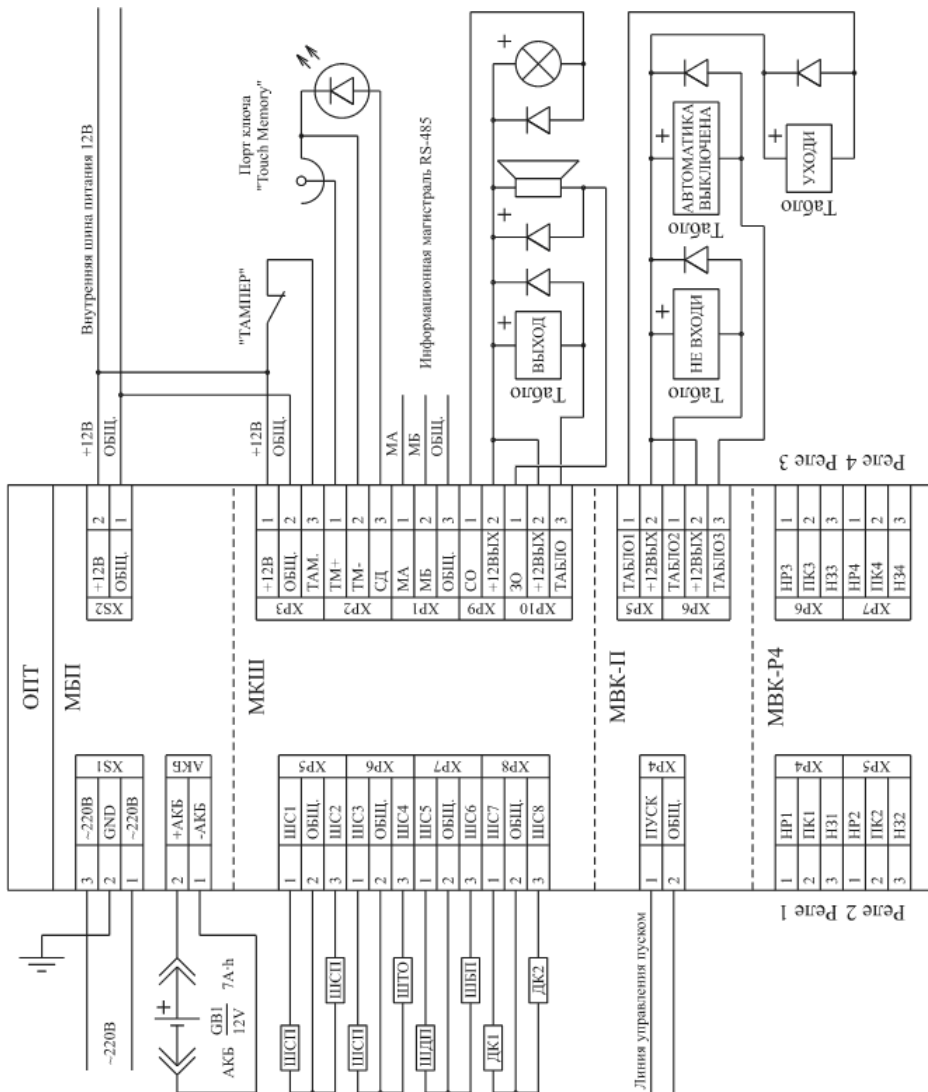 ОПТ
МБП
XS1
3 ~220В
2 GND
1 ~220В
АКБ
2 +АКБ
1 -АКБ
XS2
+12В 2
ОБЩ. 1
+12В
ОБЩ.
Внутренняя шина питания 12В
~220В
АКБ
GB1
12V
7A·h
+
МКШ
XP5
1 ШС1
2 ОБЩ.
3 ШС2
XP6
1 ШС3
2 ОБЩ.
3 ШС4
XP7
1 ШС5
2 ОБЩ.
3 ШС6
XP8
1 ШС7
2 ОБЩ.
3 ШС8
ШСП
ШСП
ШСП
ШТО
ШДП
ШБП
ДК1
ДК2
XP3
+12В 1
ОБЩ. 2
ТАМ. 3
XP2
ТМ+ 1
ТМ- 2
СД 3
XP1
МА 1
МБ 2
ОБЩ. 3
XP9
СО 1
+12ВЫХ 2
XP10
ЗО 1
+12ВЫХ 2
ТАБЛО 3
+12В
ОБЩ.
"ТАМПЕР"
Порт ключа
"Touch Memory"
МА
МБ
ОБЩ.
Информационная магистраль RS-485
Табло
ВЫХОД
+
+
+
МВК-П
XP4
1 ПУСК
2 ОБЩ.
Линия управления пуском
XP5
ТАБЛО1 1
+12ВЫХ 2
XP6
ТАБЛО2 1
+12ВЫХ 2
ТАБЛО3 3
Табло
НЕ ВХОДИ
+
Табло
АВТОМАТИКА
ВЫКЛЮЧЕНА
+
Табло
УХОДИ
+
МВК-Р4
XP4
1 НР1
2 ПК1
3 НЗ1
XP5
1 НР2
2 ПК2
3 НЗ2
Реле 2 Реле 1
XP6
НР3 1
ПК3 2
НЗ3 3
XP7
НР4 1
ПК4 2
НЗ4 3
Реле 4 Реле 3